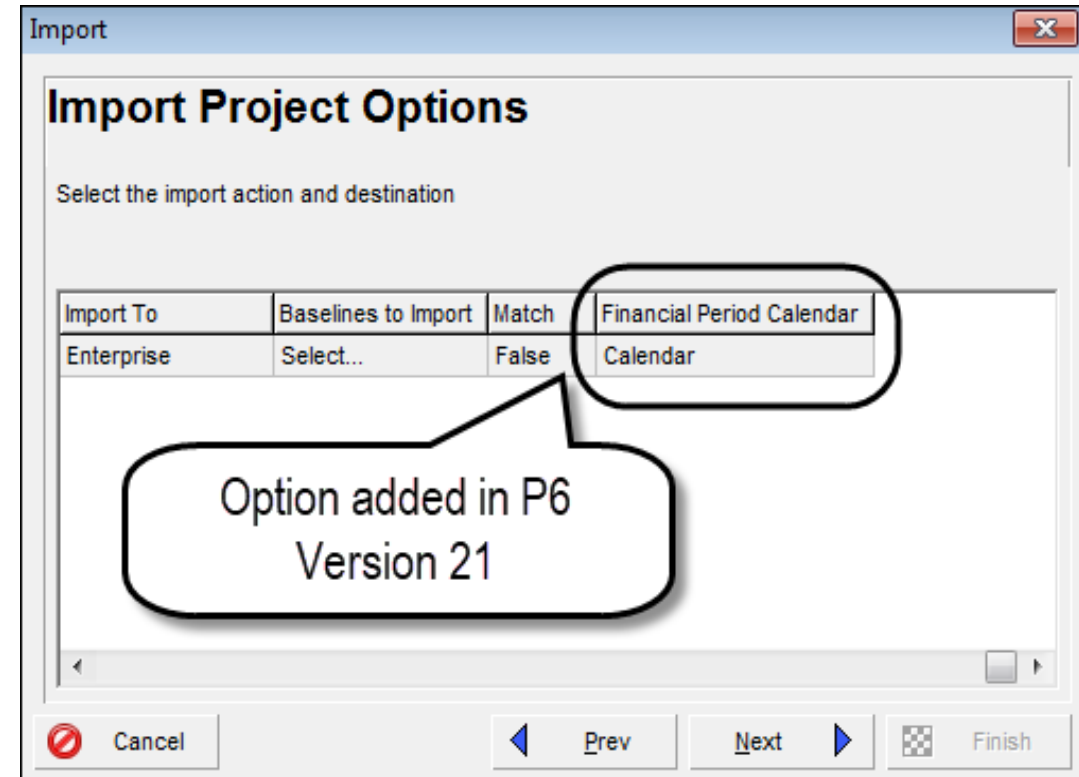 Import
Import Project Options
Select the import action and destination
Import To Baselines to Import Match Financial Period Calendar
Enterprise Select... False Calendar
Option added in P6
Version 21
Cancel Prev Next Finish